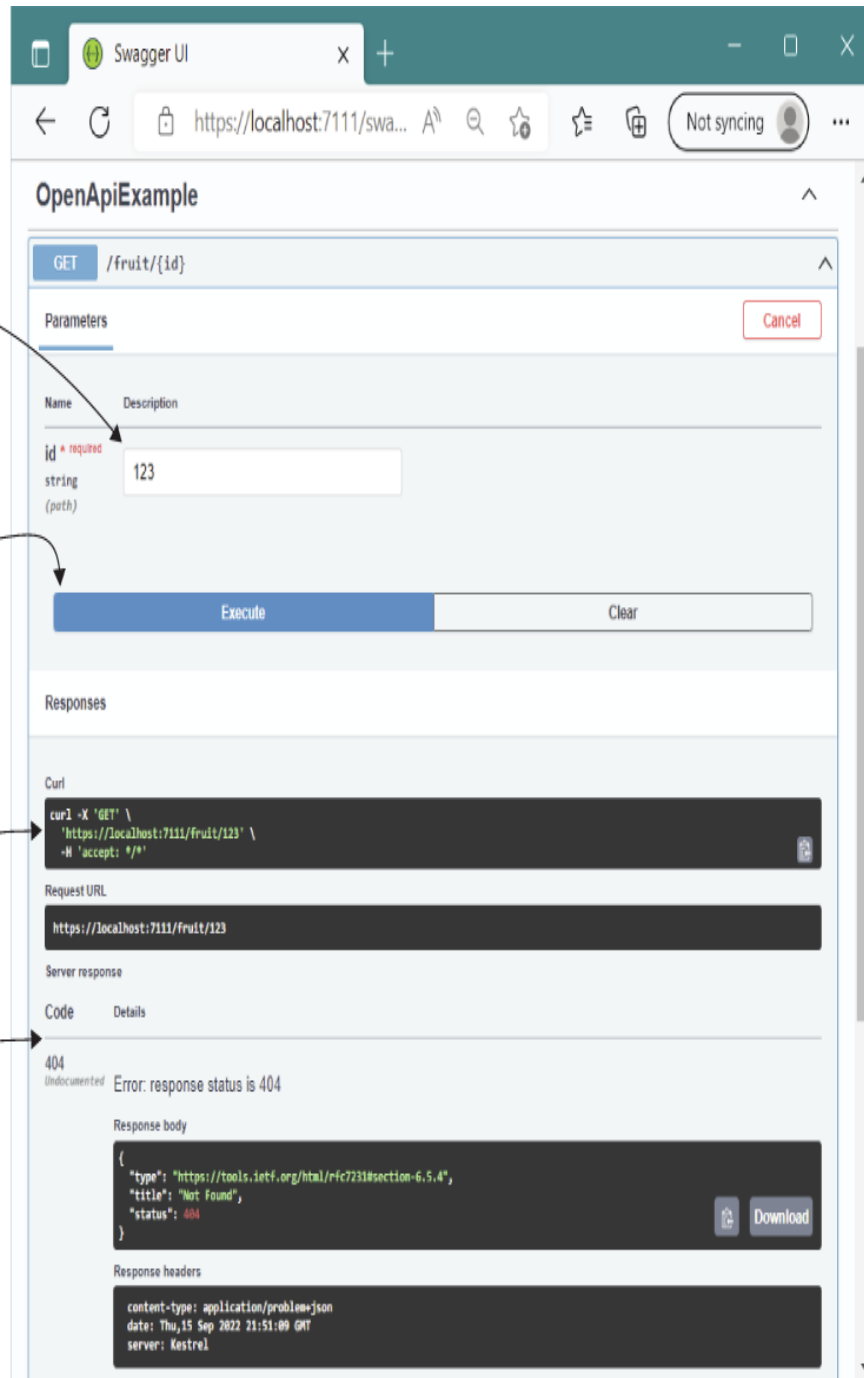 Swagger UI
https://localhost:7111/swa...
Not syncing
OpenApiExample
GET /fruit/{id}
Parameters
Cancel
Name Description
id * required
string
(path)
123
Execute Clear
Responses
Curl
curl -X 'GET' \
'https://localhost:7111/fruit/123' \
-H 'accept: */*'
Request URL
https://localhost:7111/fruit/123
Server response
Code Details
404
Undocumented
Error: response status is 404
Response body
{
"type": "https://tools.ietf.org/html/rfc7231#section-6.5.4",
"title": "Not Found",
"status": 404
}
Download
Response headers
content-type: application/problem+json
date: Thu,15 Sep 2022 21:51:09 GMT
server: Kestrel